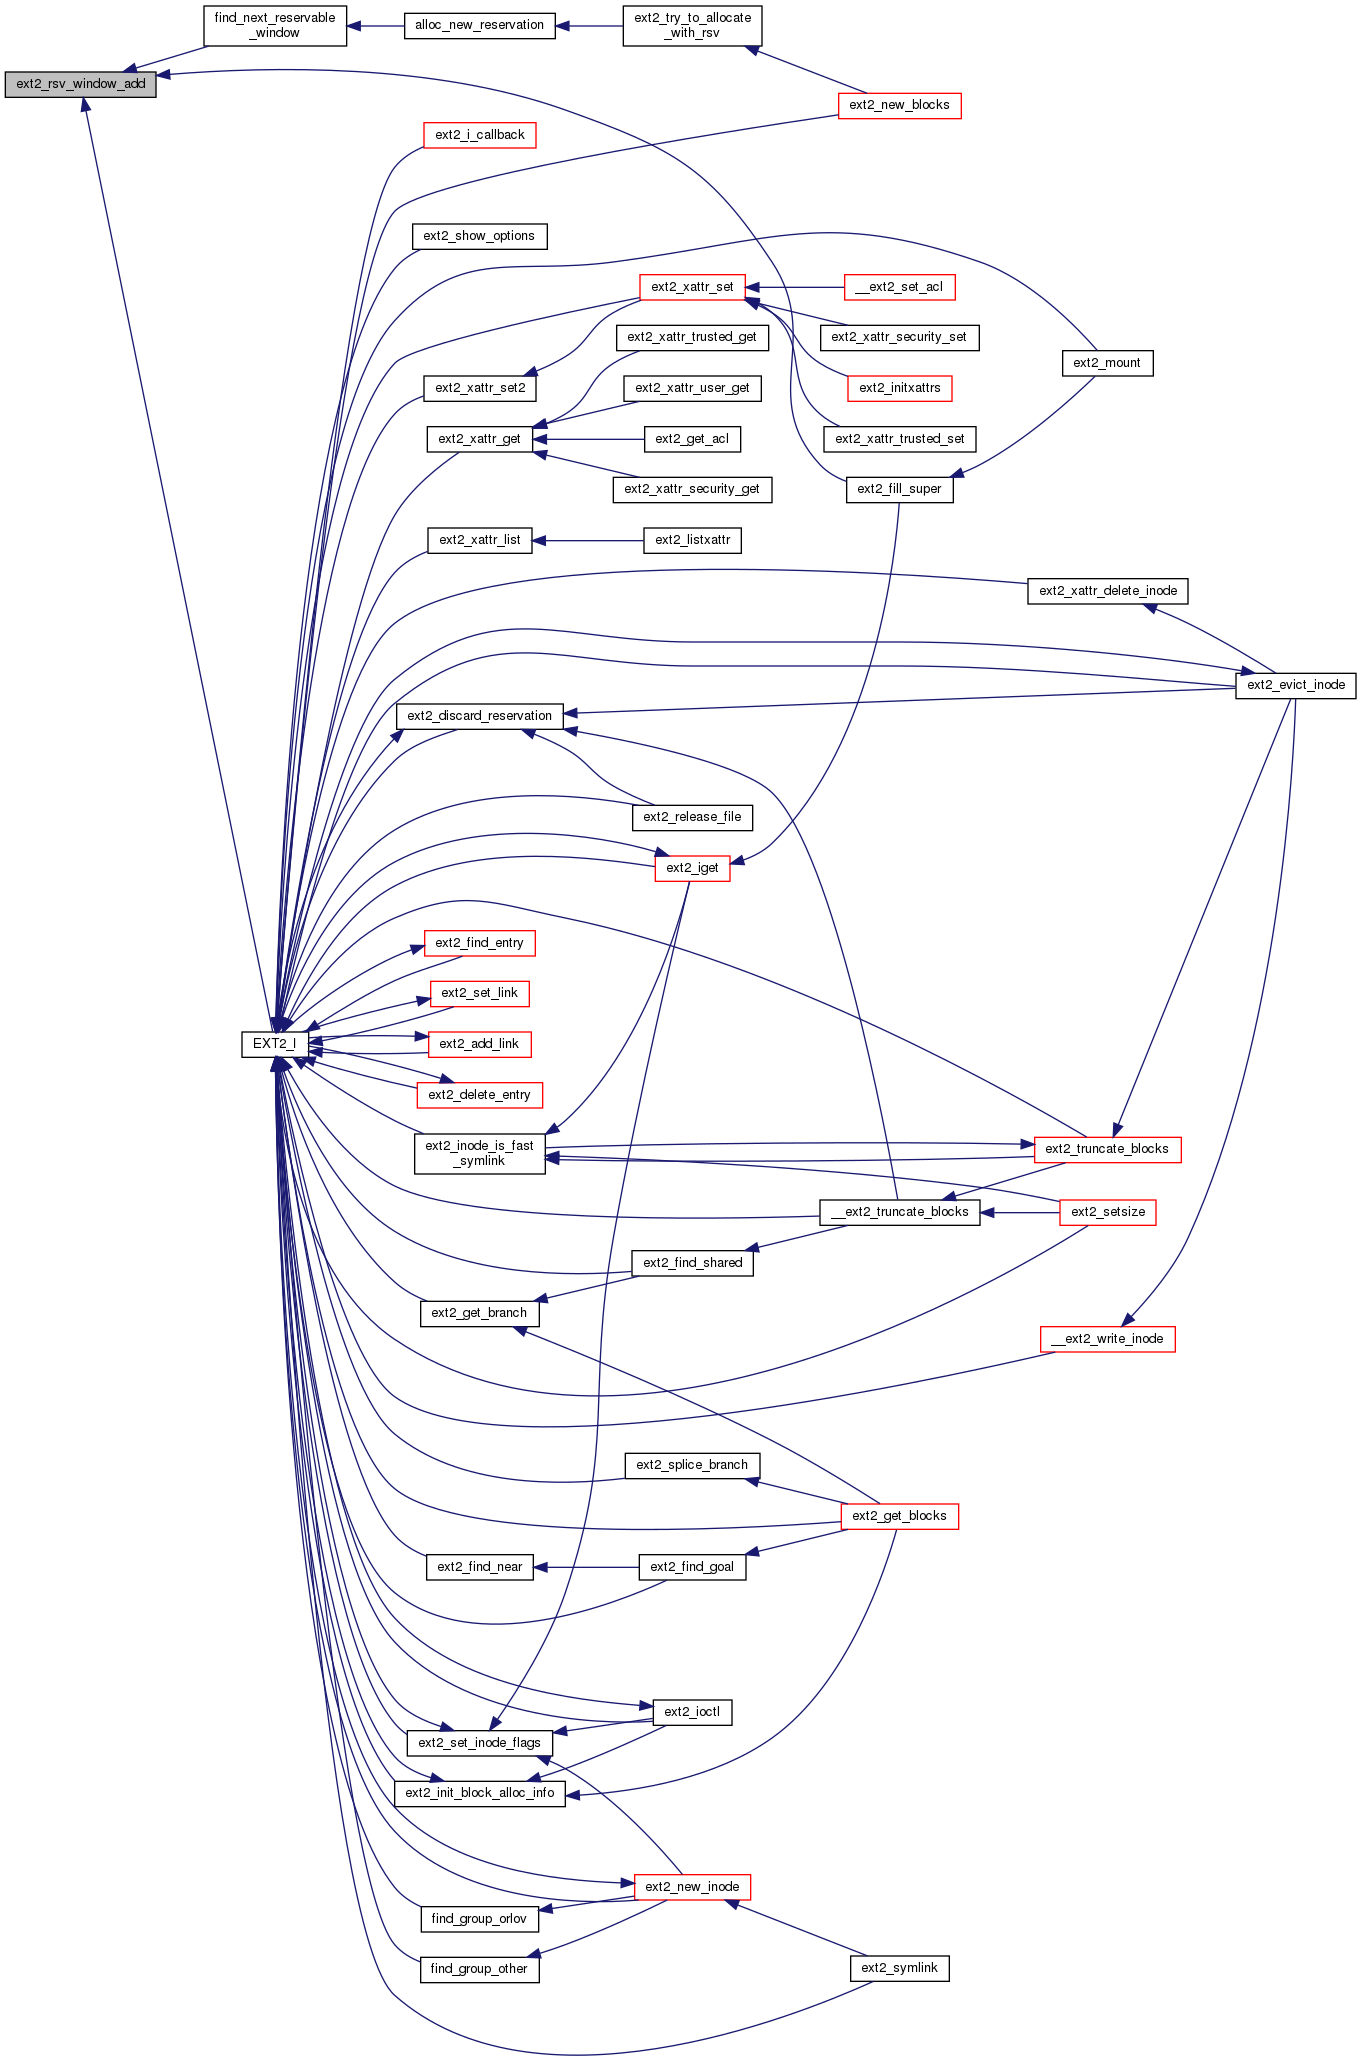 find_next_reservable
_window
alloc_new_reservation
ext2_try_to_allocate
_with_rsv
ext2_rsv_window_add
ext2_new_blocks
ext2_i_callback
ext2_show_options
ext2_xattr_set
__ext2_set_acl
ext2_xattr_trusted_get
ext2_xattr_security_set
ext2_mount
ext2_xattr_set2
ext2_xattr_user_get
ext2_initxattrs
ext2_xattr_get
ext2_get_acl
ext2_xattr_trusted_set
ext2_xattr_security_get
ext2_fill_super
ext2_xattr_list
ext2_listxattr
ext2_xattr_delete_inode
ext2_evict_inode
ext2_discard_reservation
ext2_release_file
ext2_iget
ext2_find_entry
ext2_set_link
EXT2_I
ext2_add_link
ext2_delete_entry
ext2_inode_is_fast
_symlink
ext2_truncate_blocks
__ext2_truncate_blocks
ext2_setsize
ext2_find_shared
ext2_get_branch
__ext2_write_inode
ext2_splice_branch
ext2_get_blocks
ext2_find_near
ext2_find_goal
ext2_ioctl
ext2_set_inode_flags
ext2_init_block_alloc_info
ext2_new_inode
find_group_orlov
find_group_other
ext2_symlink